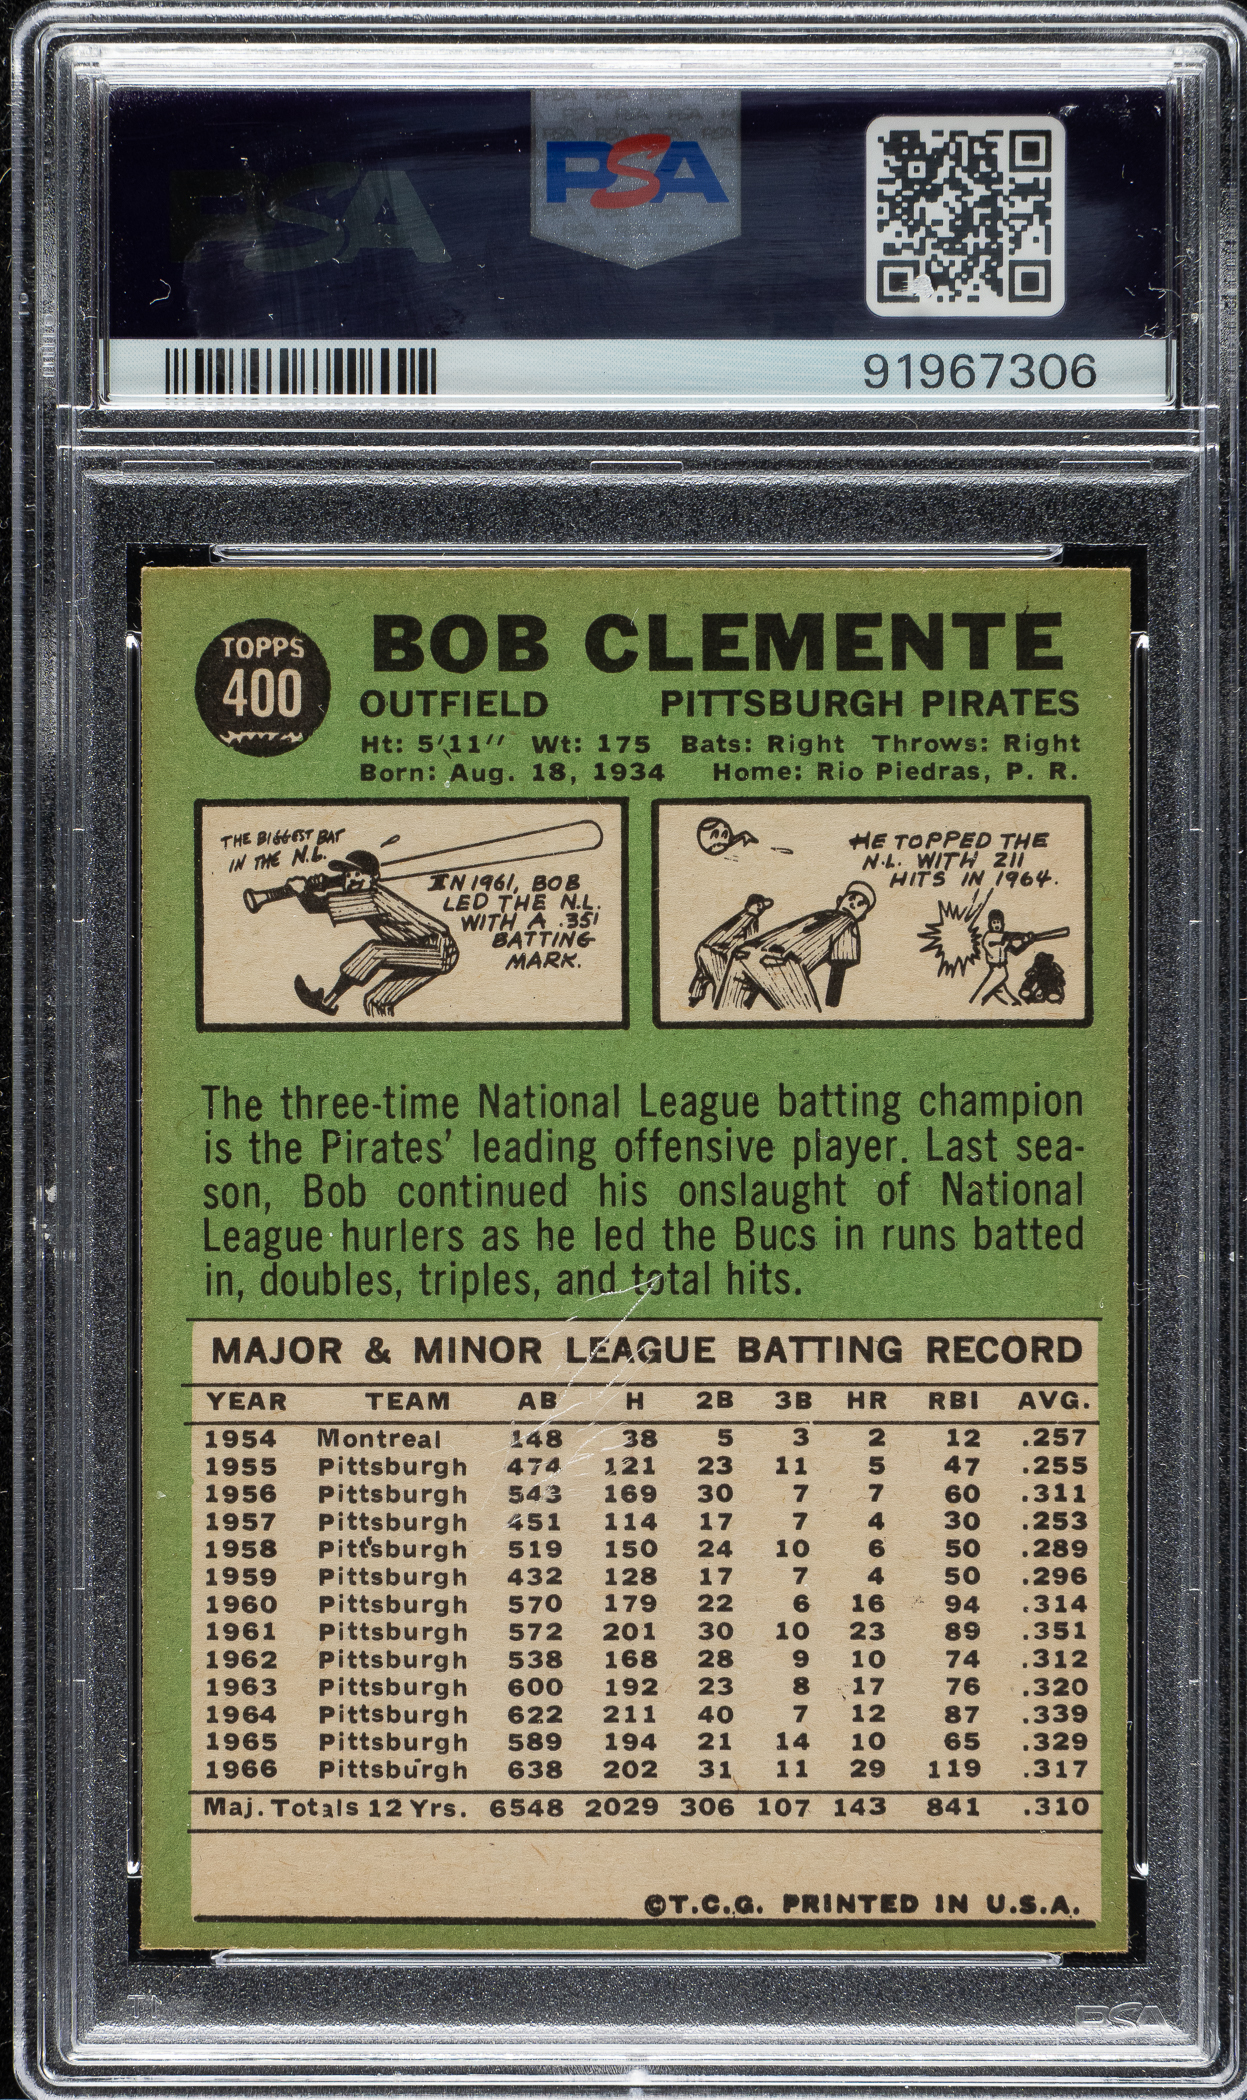 PSA
PSA
91967306
TOPPS
400
BOB CLEMENTE
OUTFIELD PITTSBURGH PIRATES
Ht: 5'11" Wt: 175 Bats: Right Throws: Right
Born: Aug. 18, 1934 Home: Rio Piedras, P. R.
THE BIGGEST BAT
IN THE N.L.
IN 1961, BOB
LED THE N.L.
WITH A .351
BATTING
MARK.
HE TOPPED THE
N.L. WITH 211
HITS IN 1964.
The three-time National League batting champion
is the Pirates' leading offensive player. Last sea-
son, Bob continued his onslaught of National
League hurlers as he led the Bucs in runs batted
in, doubles, triples, and total hits.
MAJOR & MINOR LEAGUE BATTING RECORD
YEAR TEAM AB H 2B 3B HR RBI AVG.
1954 Montreal 148 38 5 3 2 12 .257
1955 Pittsburgh 474 121 23 11 5 47 .255
1956 Pittsburgh 543 169 30 7 7 60 .311
1957 Pittsburgh 451 114 17 7 4 30 .253
1958 Pittsburgh 519 150 24 10 6 50 .289
1959 Pittsburgh 432 128 17 7 4 50 .296
1960 Pittsburgh 570 179 22 6 16 94 .314
1961 Pittsburgh 572 201 30 10 23 89 .351
1962 Pittsburgh 538 168 28 9 10 74 .312
1963 Pittsburgh 600 192 23 8 17 76 .320
1964 Pittsburgh 622 211 40 7 12 87 .339
1965 Pittsburgh 589 194 21 14 10 65 .329
1966 Pittsburgh 638 202 31 11 29 119 .317
Maj. Totals 12 Yrs. 6548 2029 306 107 143 841 .310
©T.C.G. PRINTED IN U.S.A.
PSA